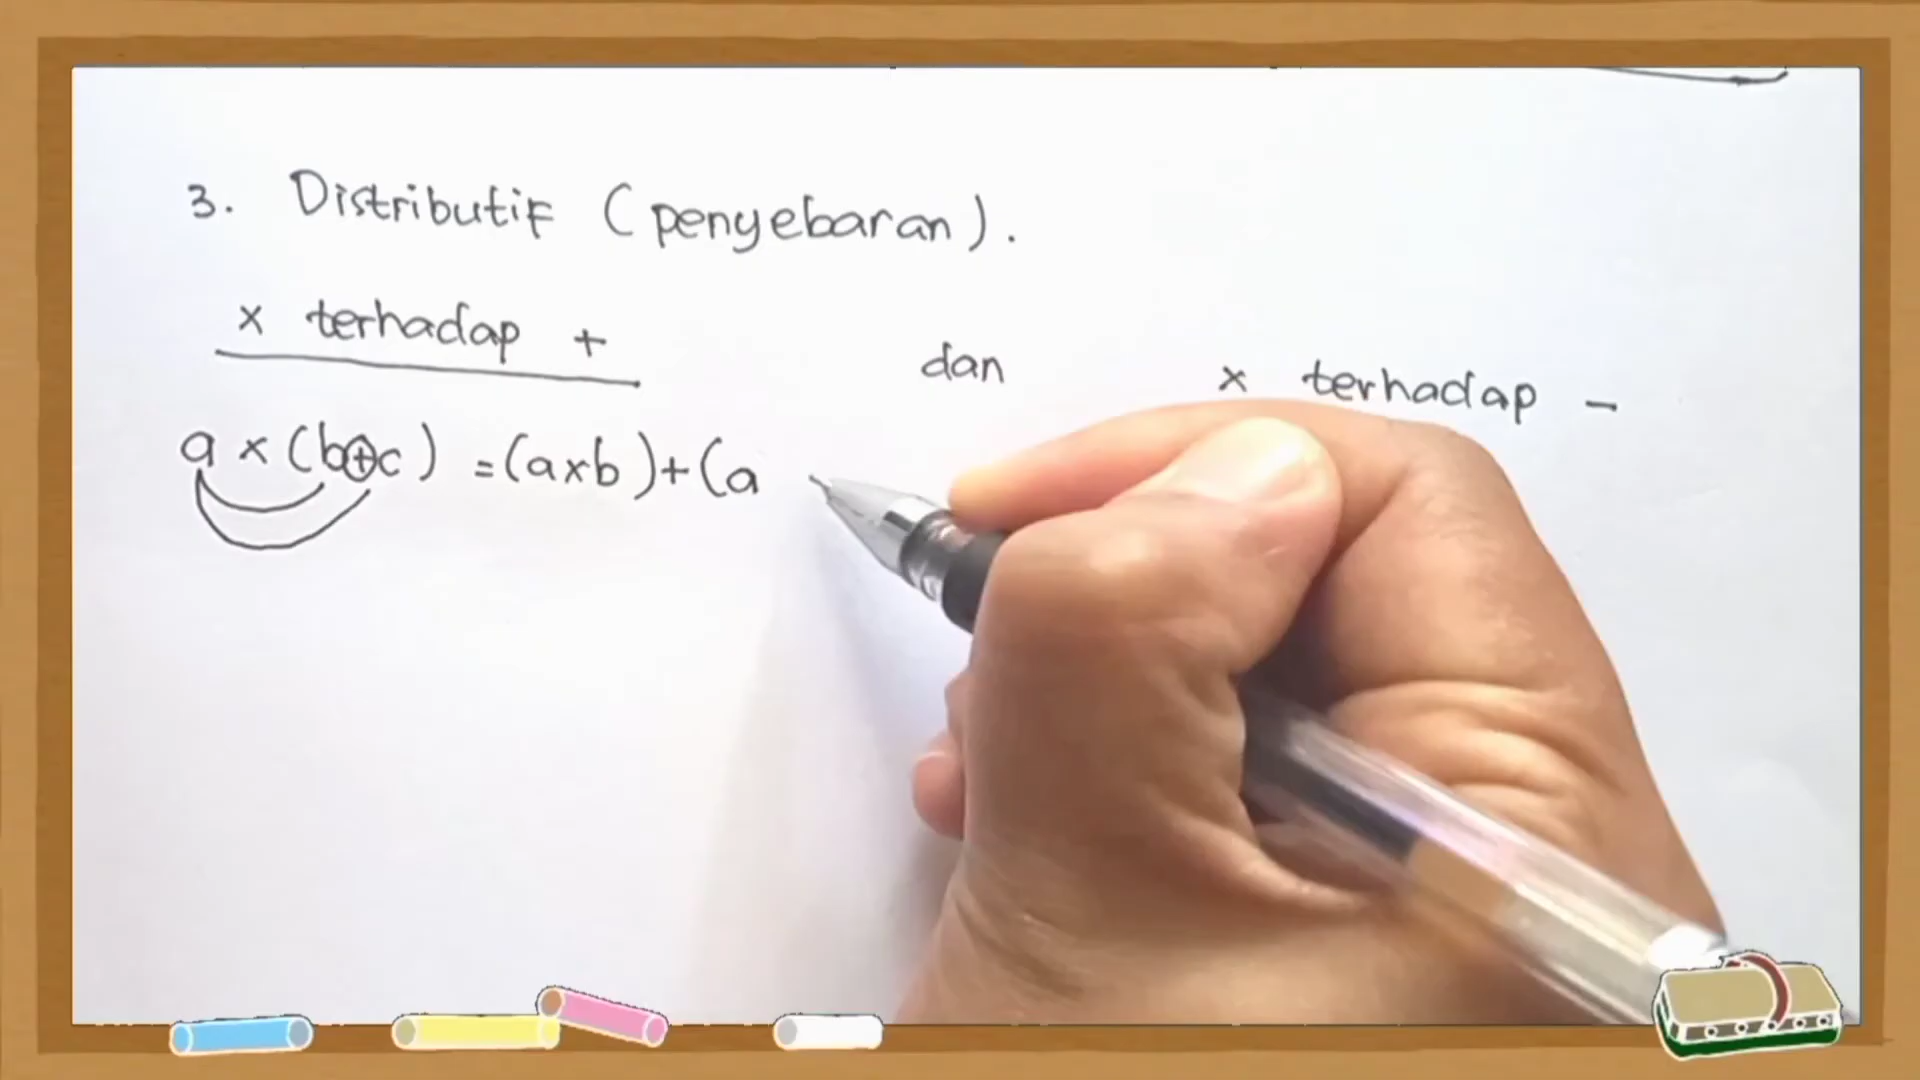 3. Distributif (penyebaran).
x terhadap + dan x terhadap -
a x (b+c) = (axb)+(a